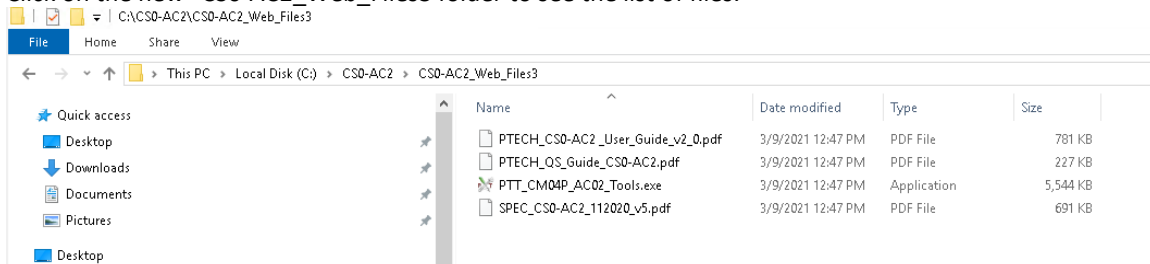 C:\CS0-AC2\CS0-AC2_Web_Files3
File Home Share View
This PC > Local Disk (C:) > CS0-AC2 > CS0-AC2_Web_Files3
Quick access
Desktop
Downloads
Documents
Pictures
Desktop
Name Date modified Type Size
PTECH_CS0-AC2 _User_Guide_v2_0.pdf 3/9/2021 12:47 PM PDF File 781 KB
PTECH_QS_Guide_CS0-AC2.pdf 3/9/2021 12:47 PM PDF File 227 KB
PTT_CM04P_AC02_Tools.exe 3/9/2021 12:47 PM Application 5,544 KB
SPEC_CS0-AC2_112020_v5.pdf 3/9/2021 12:47 PM PDF File 691 KB